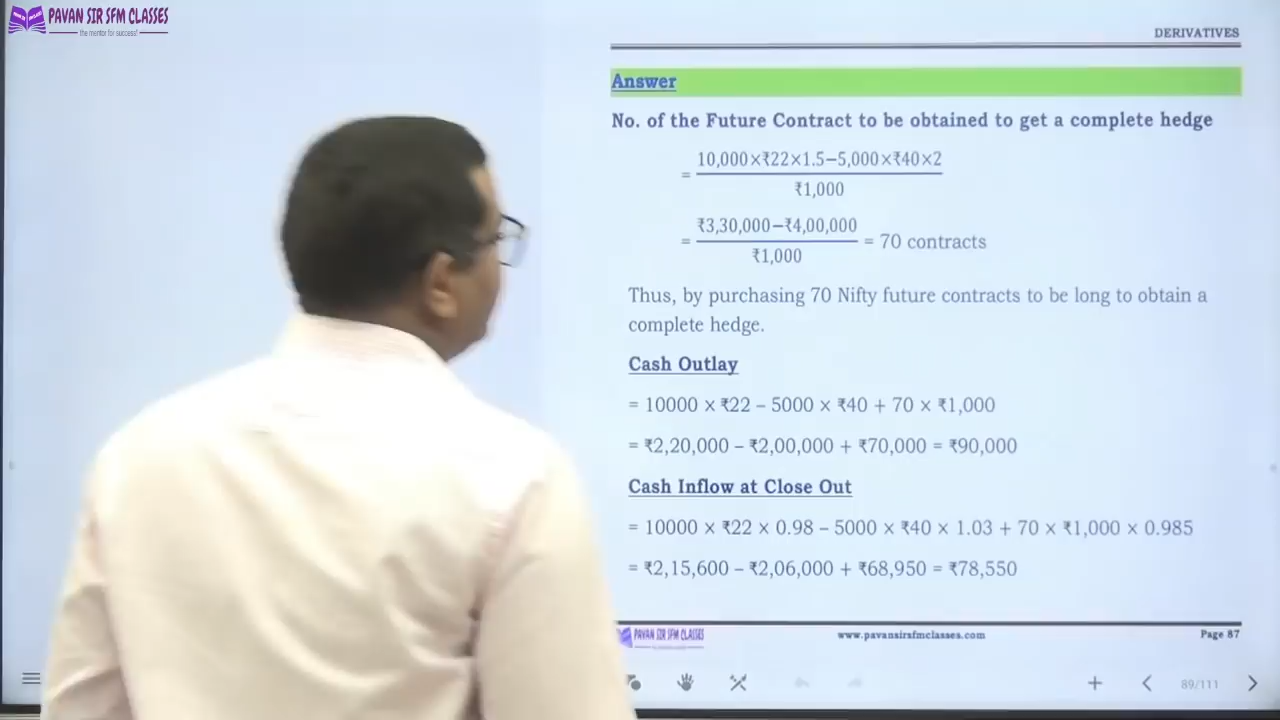 PAVAN SIR SFM CLASSES
the mentor for success!
DERIVATIVES
Answer
No. of the Future Contract to be obtained to get a complete hedge
= 10,000×₹22×1.5−5,000×₹40×2
₹1,000
= ₹3,30,000−₹4,00,000
₹1,000
= 70 contracts
Thus, by purchasing 70 Nifty future contracts to be long to obtain a
complete hedge.
Cash Outlay
= 10000 × ₹22 – 5000 × ₹40 + 70 × ₹1,000
= ₹2,20,000 – ₹2,00,000 + ₹70,000 = ₹90,000
Cash Inflow at Close Out
= 10000 × ₹22 × 0.98 – 5000 × ₹40 × 1.03 + 70 × ₹1,000 × 0.985
= ₹2,15,600 – ₹2,06,000 + ₹68,950 = ₹78,550
PAVAN SIR SFM CLASSES
www.pavansirsfmclasses.com
Page 87
89/111